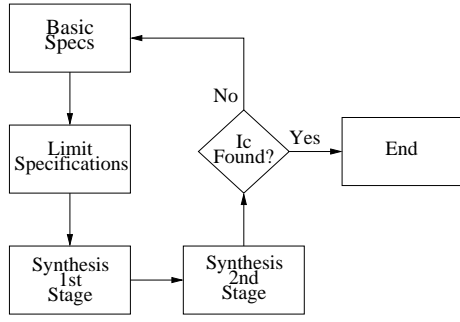 Basic
Specs
No
Limit
Specifications
Ic
Found?
Yes
End
Synthesis
1st
Stage
Synthesis
2nd
Stage